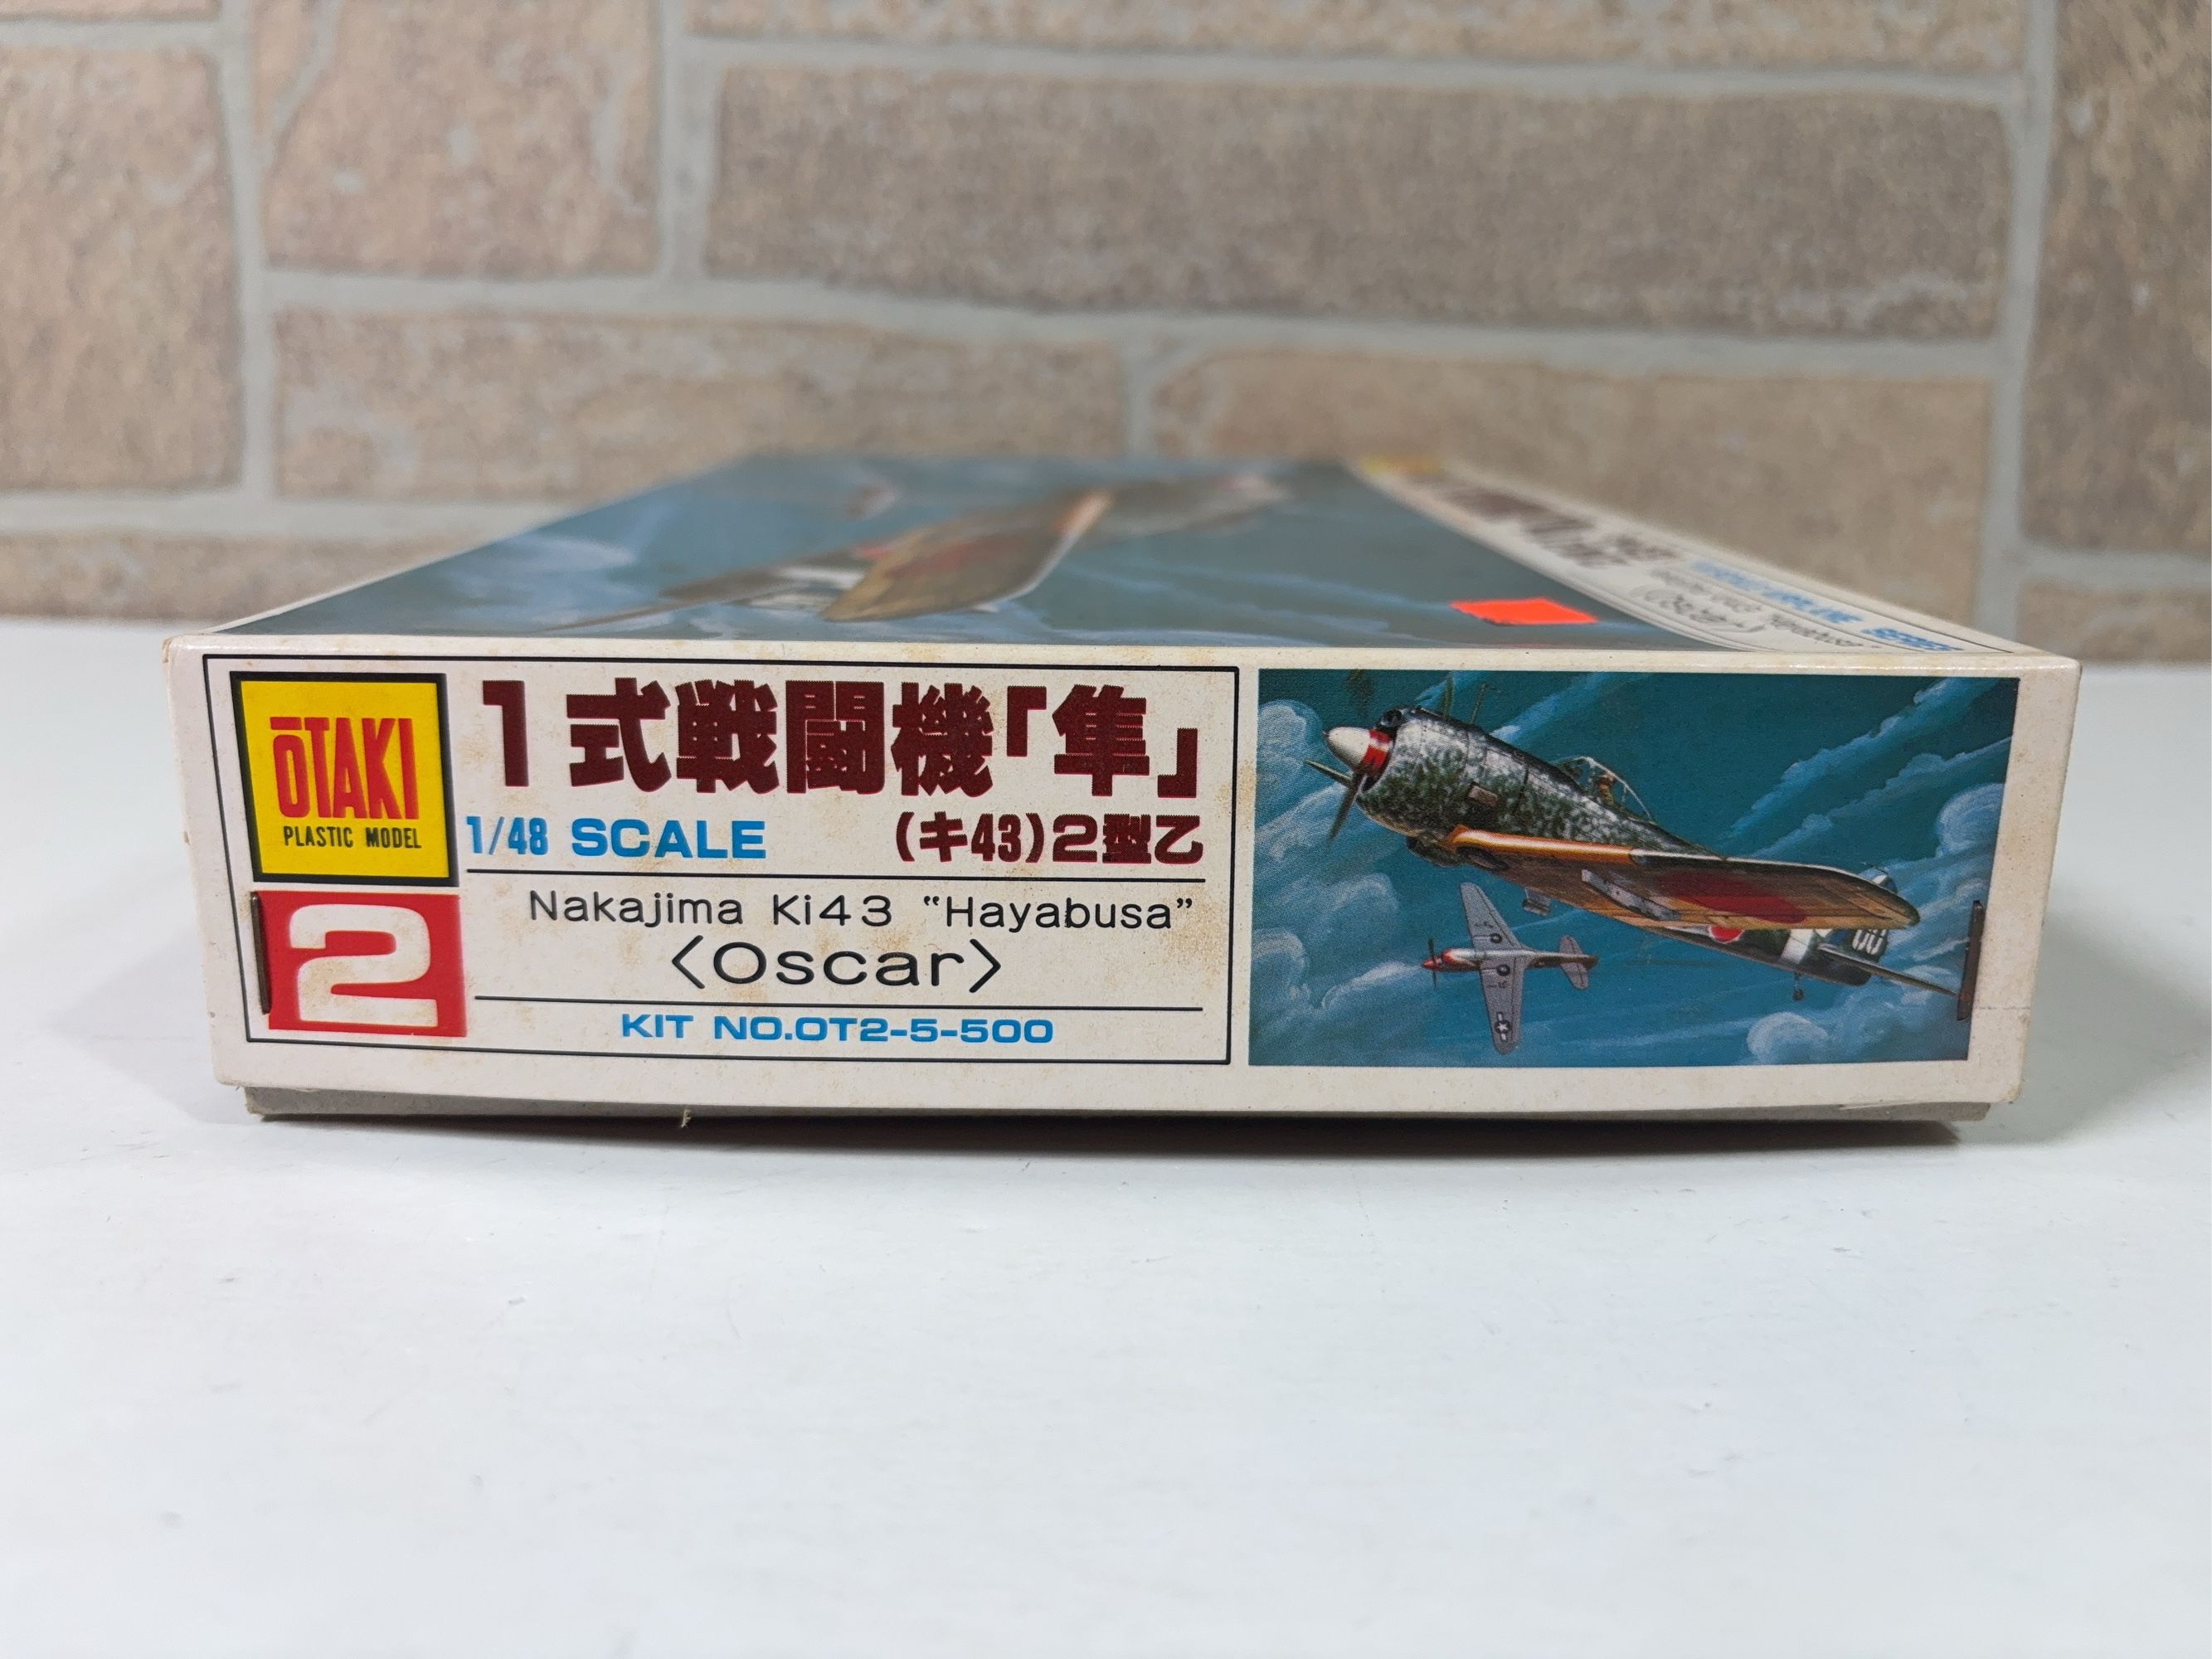 ŌTAKI
PLASTIC MODEL
2
1式戦闘機「隼」
1/48 SCALE (キ43)2型乙
Nakajima Ki43 “Hayabusa”
〈Oscar〉
KIT NO.OT2-5-500